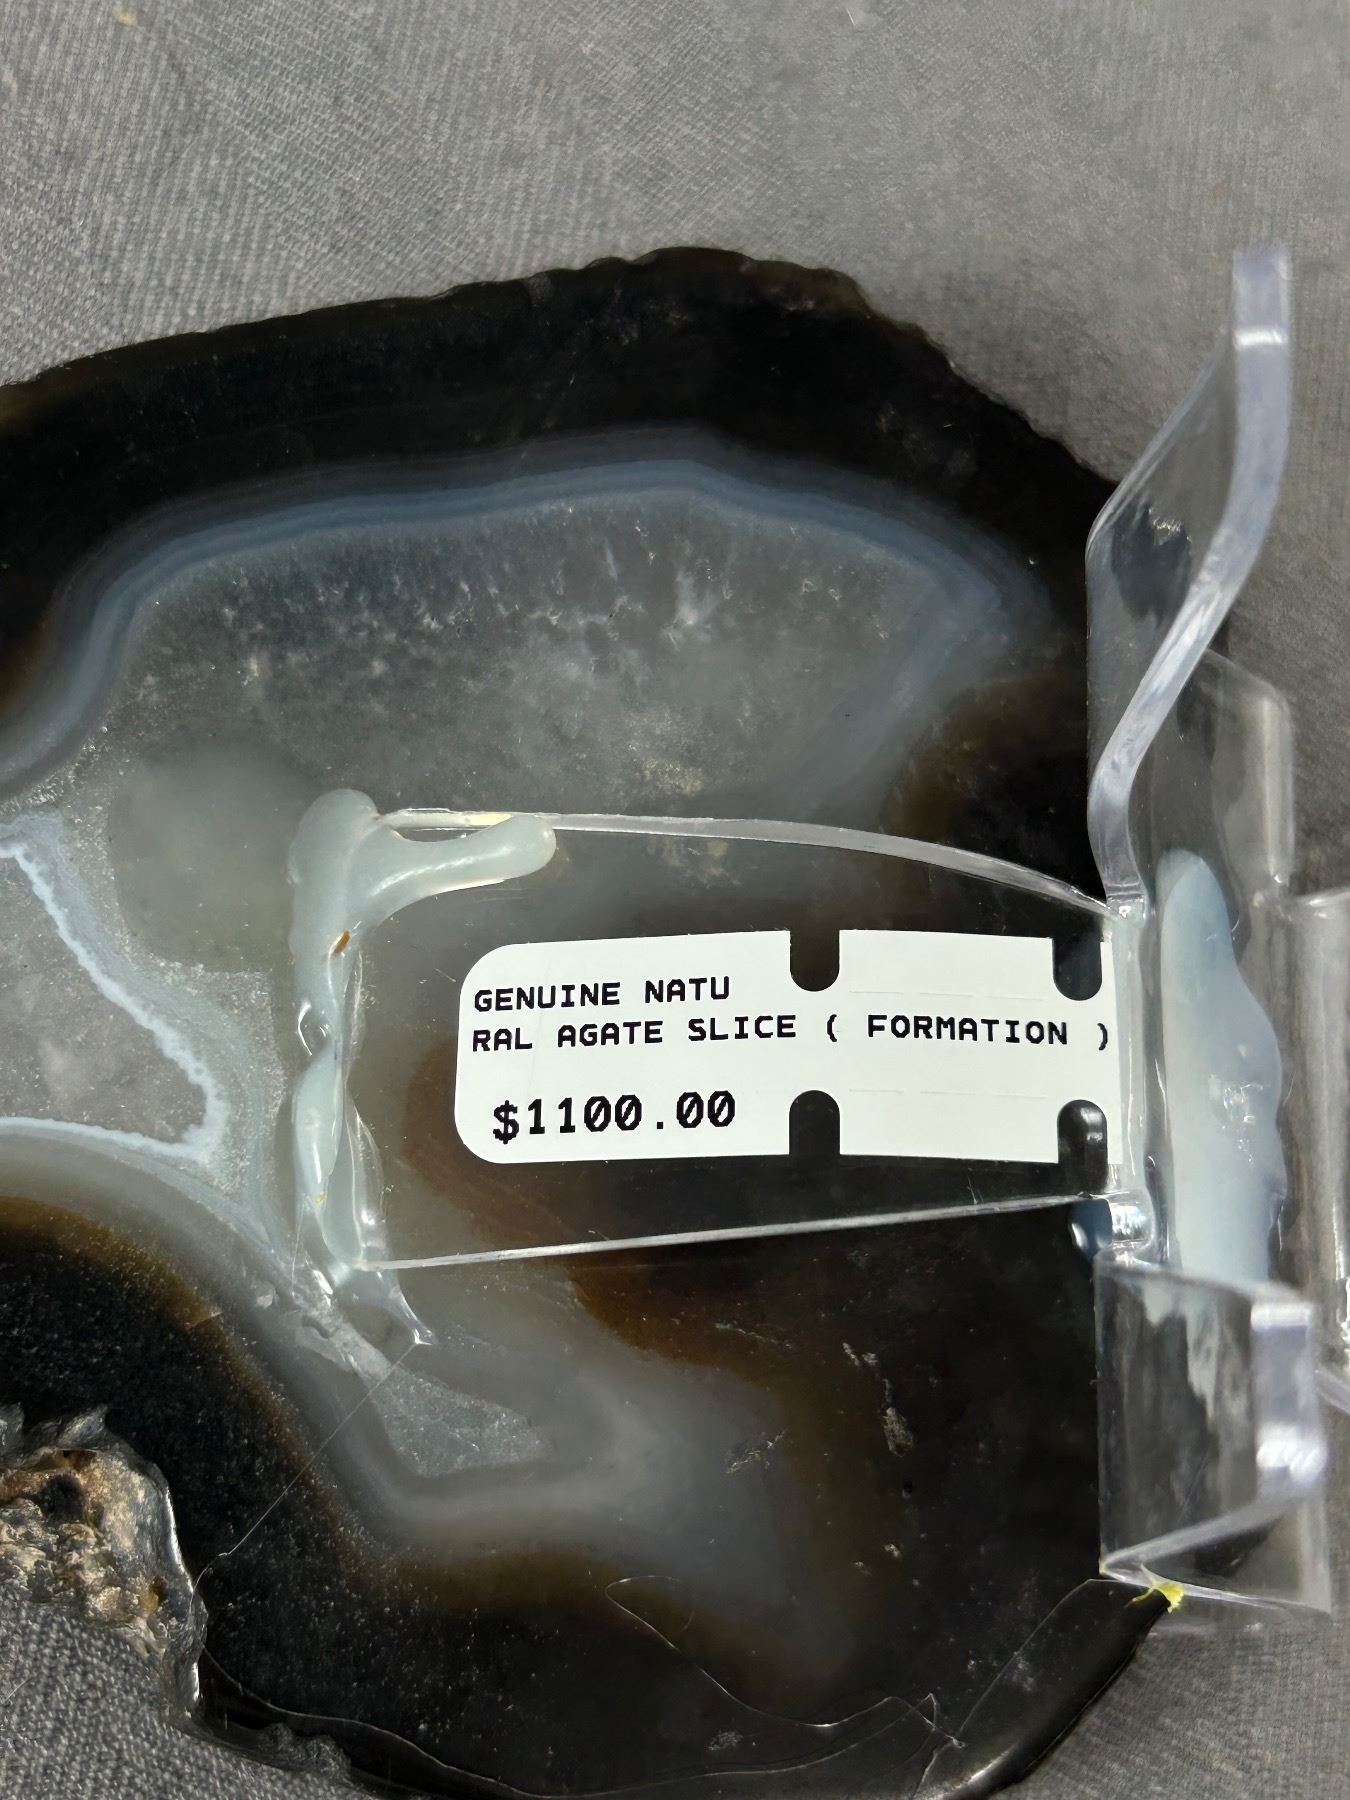 GENUINE NATU
RAL AGATE SLICE ( FORMATION )
$1100.00